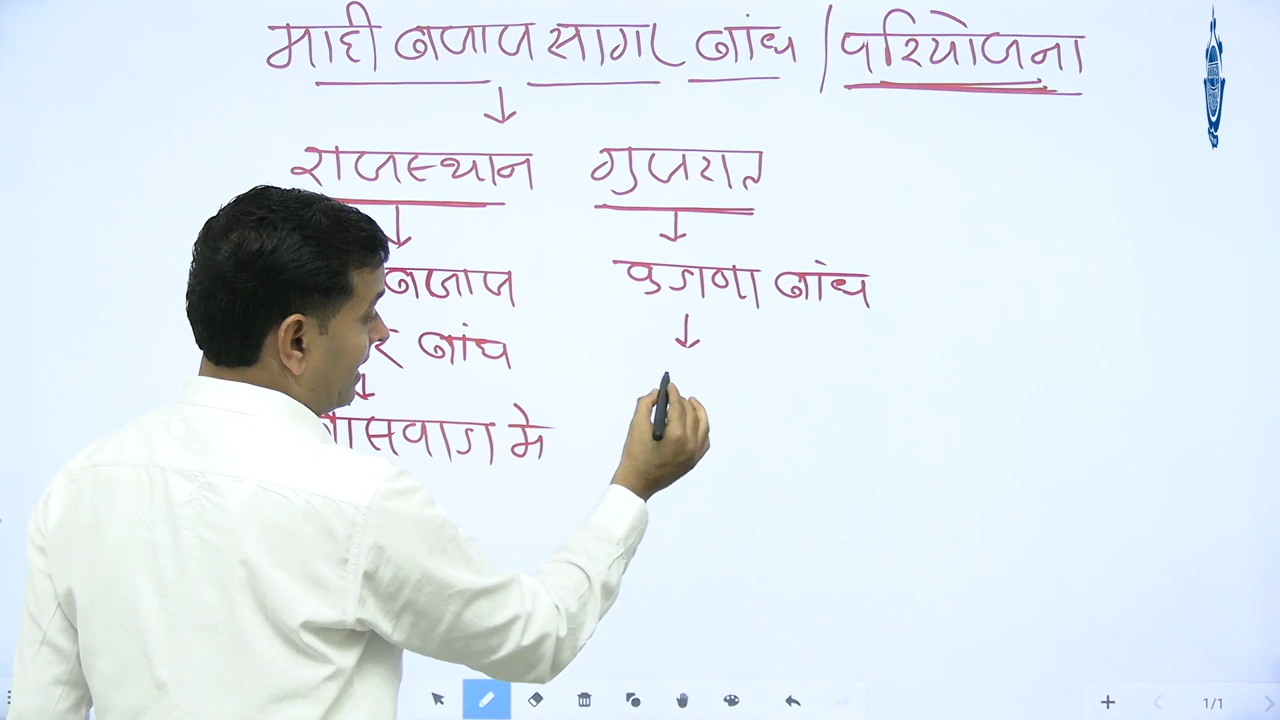 माही बजाज सागर बांध / परियोजना
राजस्थान गुजरात
बजाज कडाणा बांध
र बांध
बांसवाडा मे
1/1